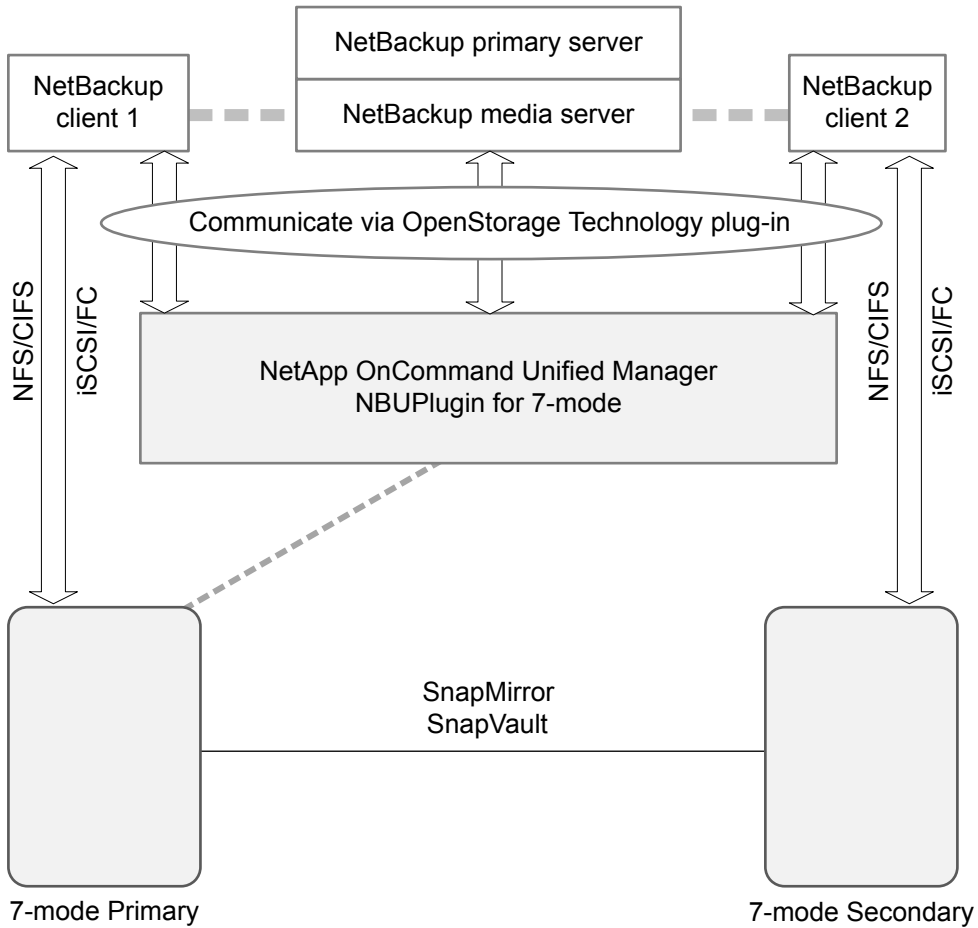 NetBackup primary server
NetBackup
client 1
NetBackup media server
NetBackup
client 2
Communicate via OpenStorage Technology plug-in
NFS/CIFS
iSCSI/FC
NetApp OnCommand Unified Manager
NBUPlugin for 7-mode
NFS/CIFS
iSCSI/FC
SnapMirror
SnapVault
7-mode Primary
7-mode Secondary